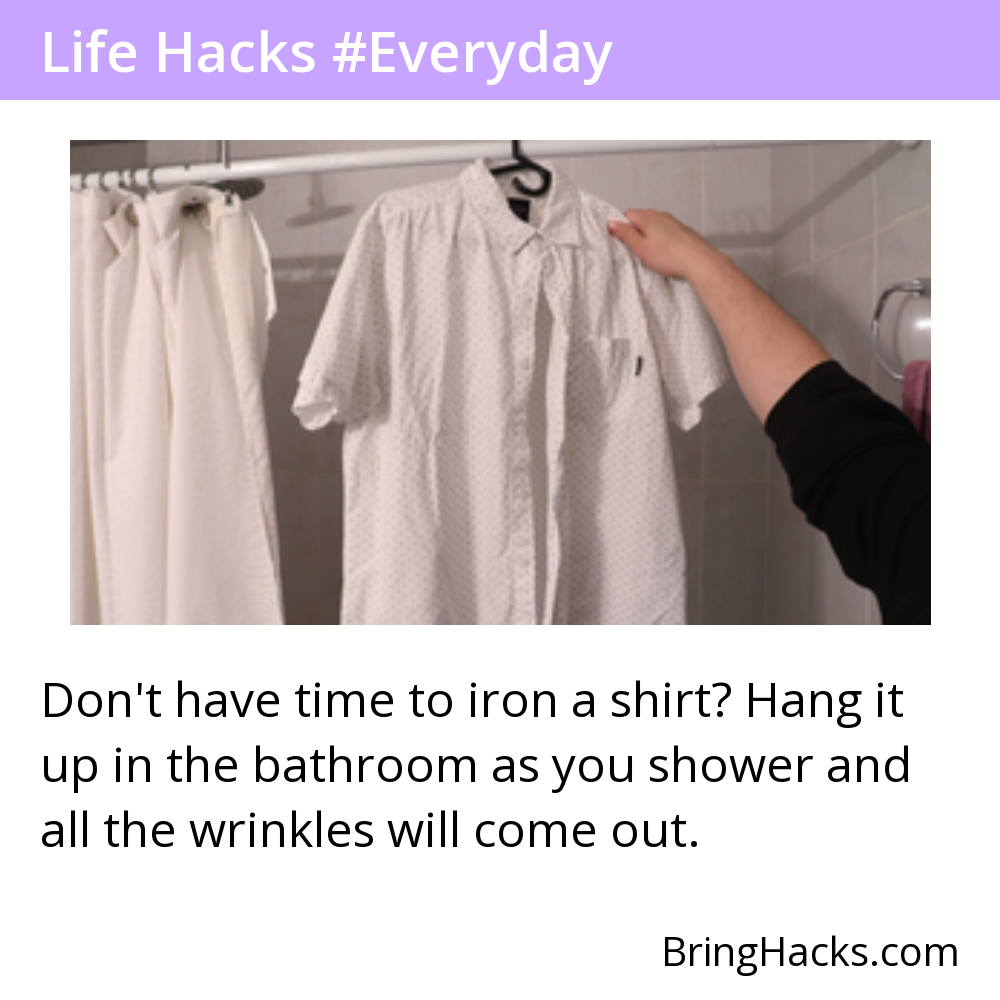 Life Hacks #Everyday
Don't have time to iron a shirt? Hang it
up in the bathroom as you shower and
all the wrinkles will come out.
BringHacks.com